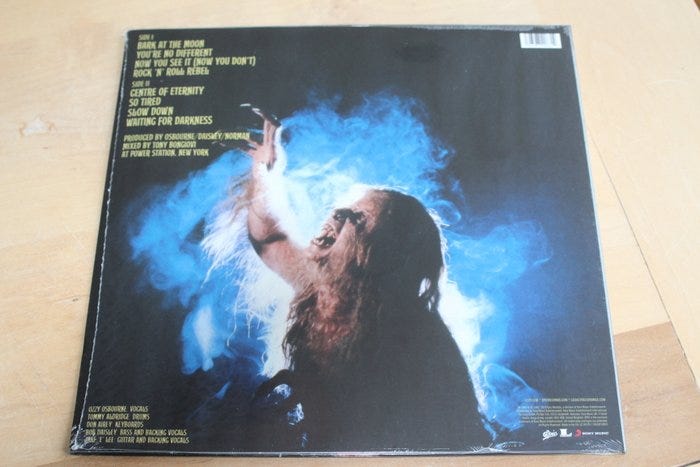 SIDE I
BARK AT THE MOON
YOU'RE NO DIFFERENT
NOW YOU SEE IT (NOW YOU DON'T)
ROCK 'N' ROLL REBEL
SIDE II
CENTRE OF ETERNITY
SO TIRED
SLOW DOWN
WAITING FOR DARKNESS
PRODUCED BY OSBOURNE/DAISLEY/NORMAN
MIXED BY TONY BONGIOVI
AT POWER STATION, NEW YORK
OZZY OSBOURNE, VOCALS
TOMMY ALDRIDGE, DRUMS
DON AIREY, KEYBOARDS
BOB DAISLEY BASS AND BACKING VOCALS
JAKE 'E' LEE GUITAR AND BACKING VOCALS
Epic
SONY MUSIC